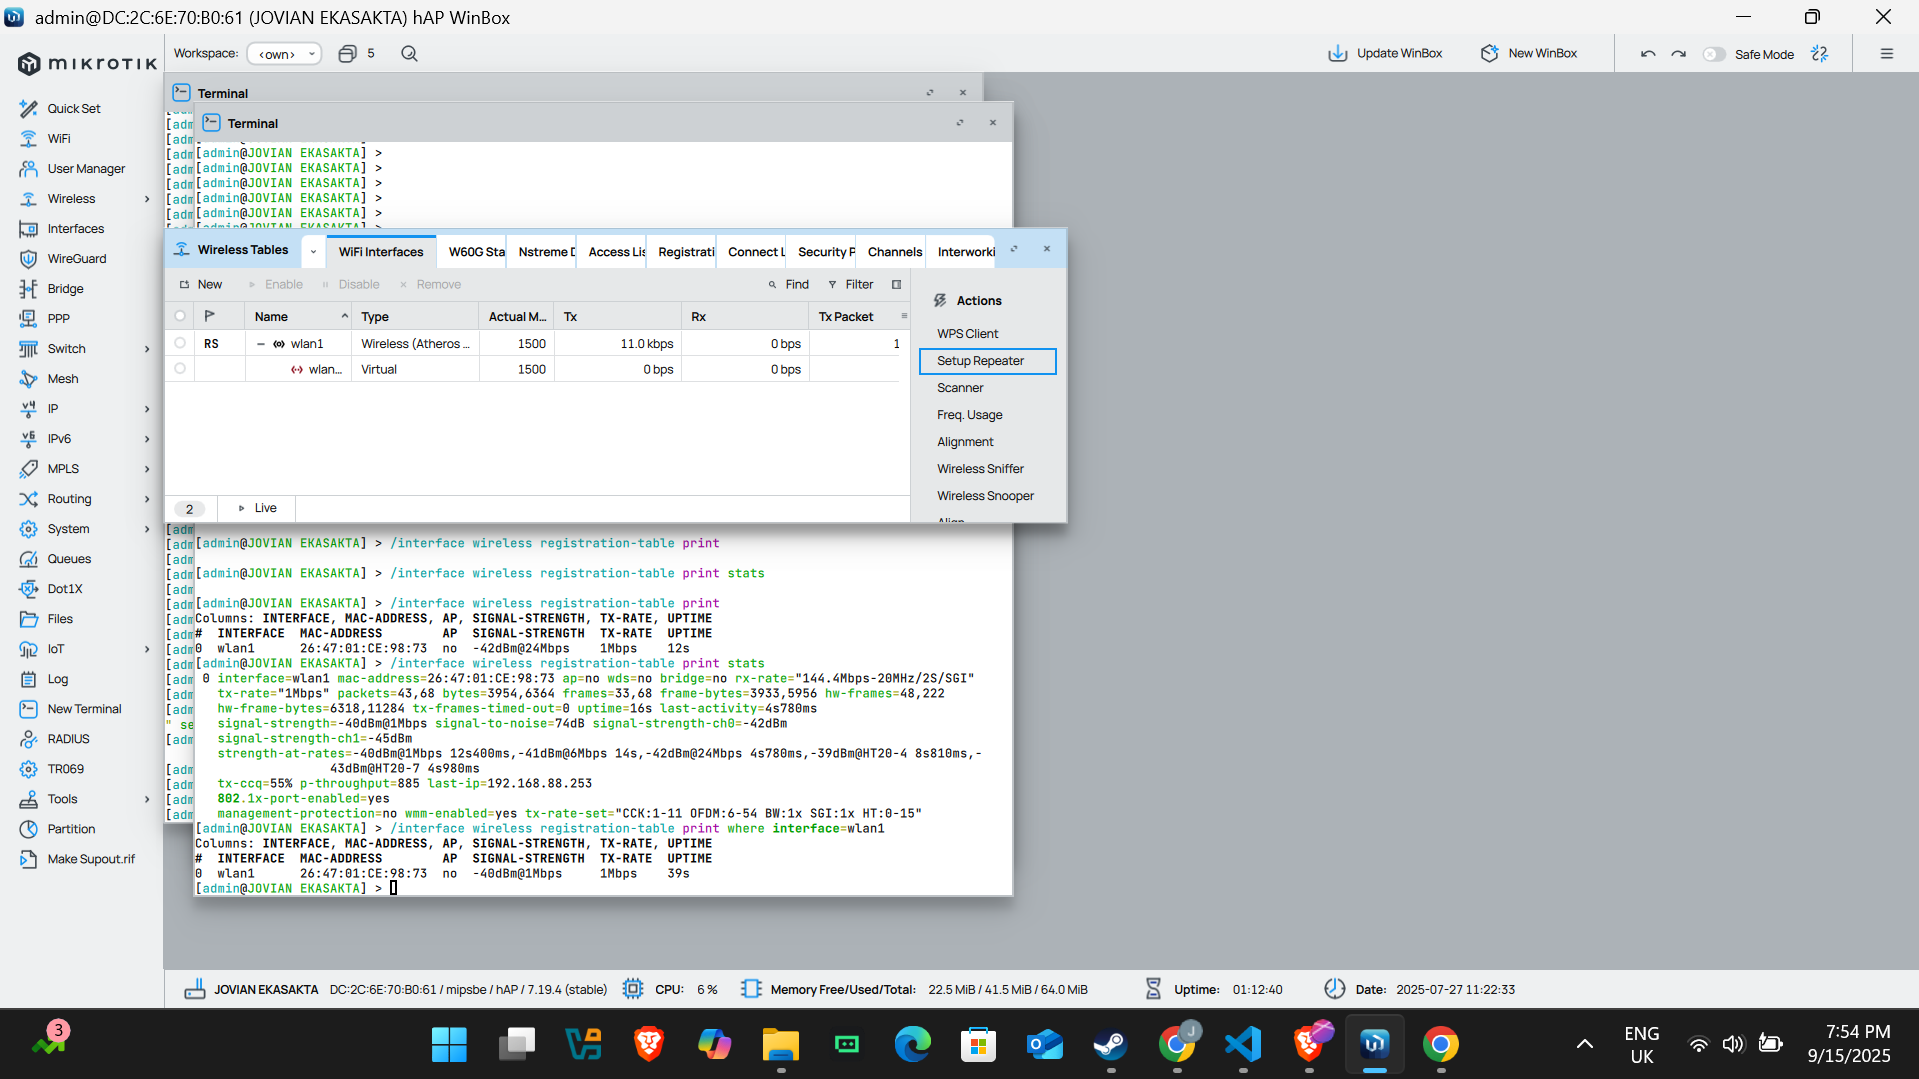 admin@DC:2C:6E:70:B0:61 (JOVIAN EKASAKTA) hAP WinBox
mikrotik
Workspace: <own> 5
Update WinBox New WinBox Safe Mode
Quick Set
WiFi
User Manager
Wireless
Interfaces
WireGuard
Bridge
PPP
Switch
Mesh
IP
IPv6
MPLS
Routing
System
Queues
Dot1X
Files
IoT
Log
New Terminal
RADIUS
TR069
Tools
Partition
Make Supout.rif
Terminal
Terminal
[admin@JOVIAN EKASAKTA] >
[admin@JOVIAN EKASAKTA] >
[admin@JOVIAN EKASAKTA] >
[admin@JOVIAN EKASAKTA] >
[admin@JOVIAN EKASAKTA] >
Wireless Tables WiFi Interfaces W60G Sta Nstreme D Access Lis Registrati Connect L Security P Channels Interworki
New Enable Disable Remove Find Filter
Name Type Actual M... Tx Rx Tx Packet
RS wlan1 Wireless (Atheros ... 1500 11.0 kbps 0 bps 1
wlan... Virtual 1500 0 bps 0 bps
2 Live
Actions
WPS Client
Setup Repeater
Scanner
Freq. Usage
Alignment
Wireless Sniffer
Wireless Snooper
Align
[admin@JOVIAN EKASAKTA] > /interface wireless registration-table print
[admin@JOVIAN EKASAKTA] > /interface wireless registration-table print stats
[admin@JOVIAN EKASAKTA] > /interface wireless registration-table print
Columns: INTERFACE, MAC-ADDRESS, AP, SIGNAL-STRENGTH, TX-RATE, UPTIME
# INTERFACE MAC-ADDRESS AP SIGNAL-STRENGTH TX-RATE UPTIME
0 wlan1 26:47:01:CE:98:73 no -42dBm@24Mbps 1Mbps 12s
[admin@JOVIAN EKASAKTA] > /interface wireless registration-table print stats
0 interface=wlan1 mac-address=26:47:01:CE:98:73 ap=no wds=no bridge=no rx-rate="144.4Mbps-20MHz/2S/SGI"
tx-rate="1Mbps" packets=43,68 bytes=3954,6364 frames=33,68 frame-bytes=3933,5956 hw-frames=48,222
hw-frame-bytes=6318,11284 tx-frames-timed-out=0 uptime=16s last-activity=4s780ms
signal-strength=-40dBm@1Mbps signal-to-noise=74dB signal-strength-ch0=-42dBm
signal-strength-ch1=-45dBm
strength-at-rates=-40dBm@1Mbps 12s400ms,-41dBm@6Mbps 14s,-42dBm@24Mbps 4s780ms,-39dBm@HT20-4 8s810ms,-
43dBm@HT20-7 4s980ms
tx-ccq=55% p-throughput=885 last-ip=192.168.88.253
802.1x-port-enabled=yes
management-protection=no wmm-enabled=yes tx-rate-set="CCK:1-11 OFDM:6-54 BW:1x SGI:1x HT:0-15"
[admin@JOVIAN EKASAKTA] > /interface wireless registration-table print where interface=wlan1
Columns: INTERFACE, MAC-ADDRESS, AP, SIGNAL-STRENGTH, TX-RATE, UPTIME
# INTERFACE MAC-ADDRESS AP SIGNAL-STRENGTH TX-RATE UPTIME
0 wlan1 26:47:01:CE:98:73 no -40dBm@1Mbps 1Mbps 39s
[admin@JOVIAN EKASAKTA] >
JOVIAN EKASAKTA DC:2C:6E:70:B0:61 / mipsbe / hAP / 7.19.4 (stable) CPU: 6 % Memory Free/Used/Total: 22.5 MiB / 41.5 MiB / 64.0 MiB Uptime: 01:12:40 Date: 2025-07-27 11:22:33
3
J
ENG
UK
7:54 PM
9/15/2025